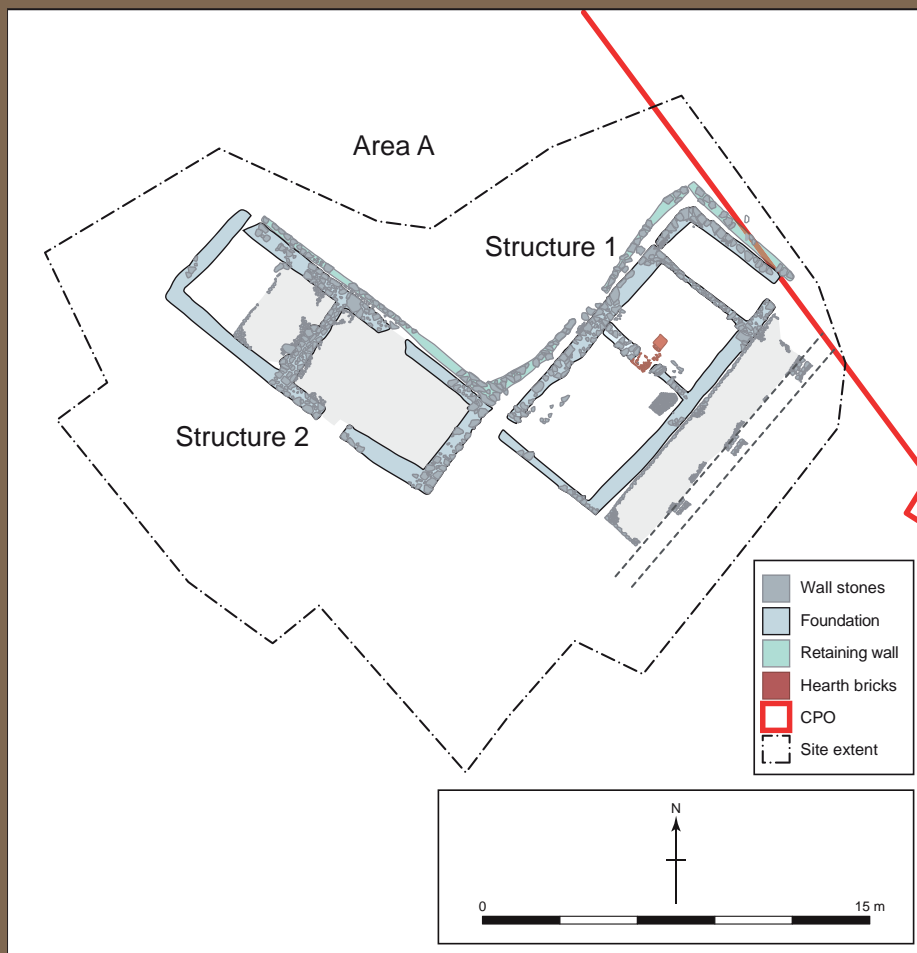 Area A
Structure 1
D
Structure 2
Wall stones
Foundation
Retaining wall
Hearth bricks
CPO
Site extent
N
0 15 m